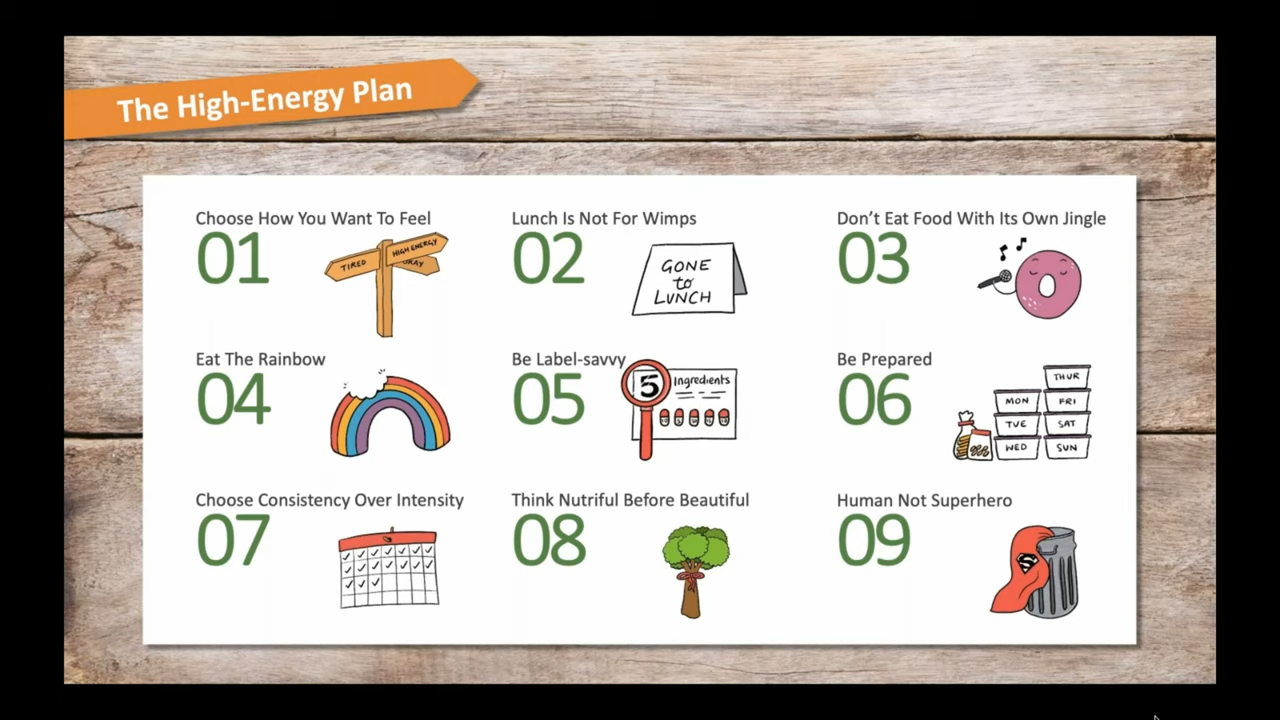 The High-Energy Plan
Choose How You Want To Feel
01
TIRED
HIGH ENERGY
OKAY
Lunch Is Not For Wimps
02
GONE
to
LUNCH
Don't Eat Food With Its Own Jingle
03
Eat The Rainbow
04
Be Label-savvy
05
5
Ingredients
Be Prepared
06
THUR
MON
FRI
TUE
SAT
WED
SUN
Choose Consistency Over Intensity
07
Think Nutriful Before Beautiful
08
Human Not Superhero
09
S